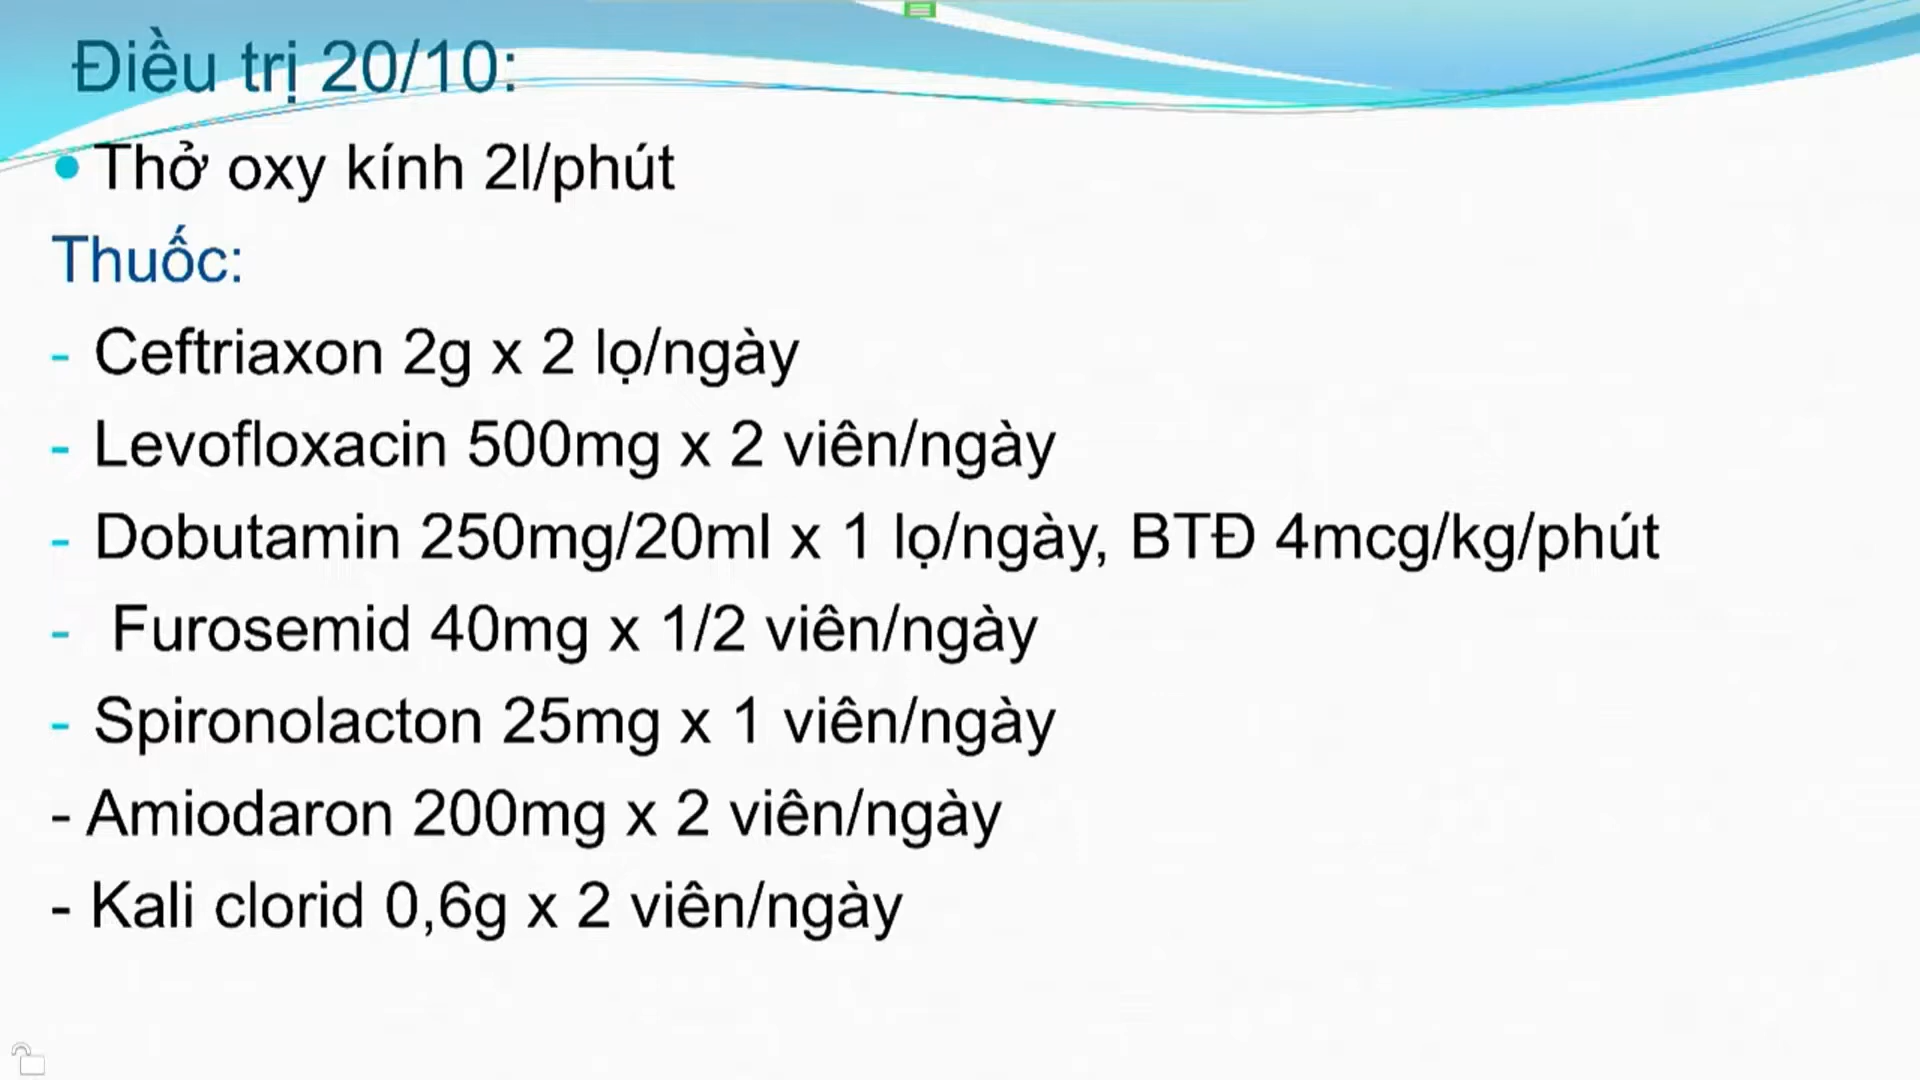 Điều trị 20/10:
• Thở oxy kính 2l/phút
Thuốc:
- Ceftriaxon 2g x 2 lọ/ngày
- Levofloxacin 500mg x 2 viên/ngày
- Dobutamin 250mg/20ml x 1 lọ/ngày, BTĐ 4mcg/kg/phút
- Furosemid 40mg x 1/2 viên/ngày
- Spironolacton 25mg x 1 viên/ngày
- Amiodaron 200mg x 2 viên/ngày
- Kali clorid 0,6g x 2 viên/ngày